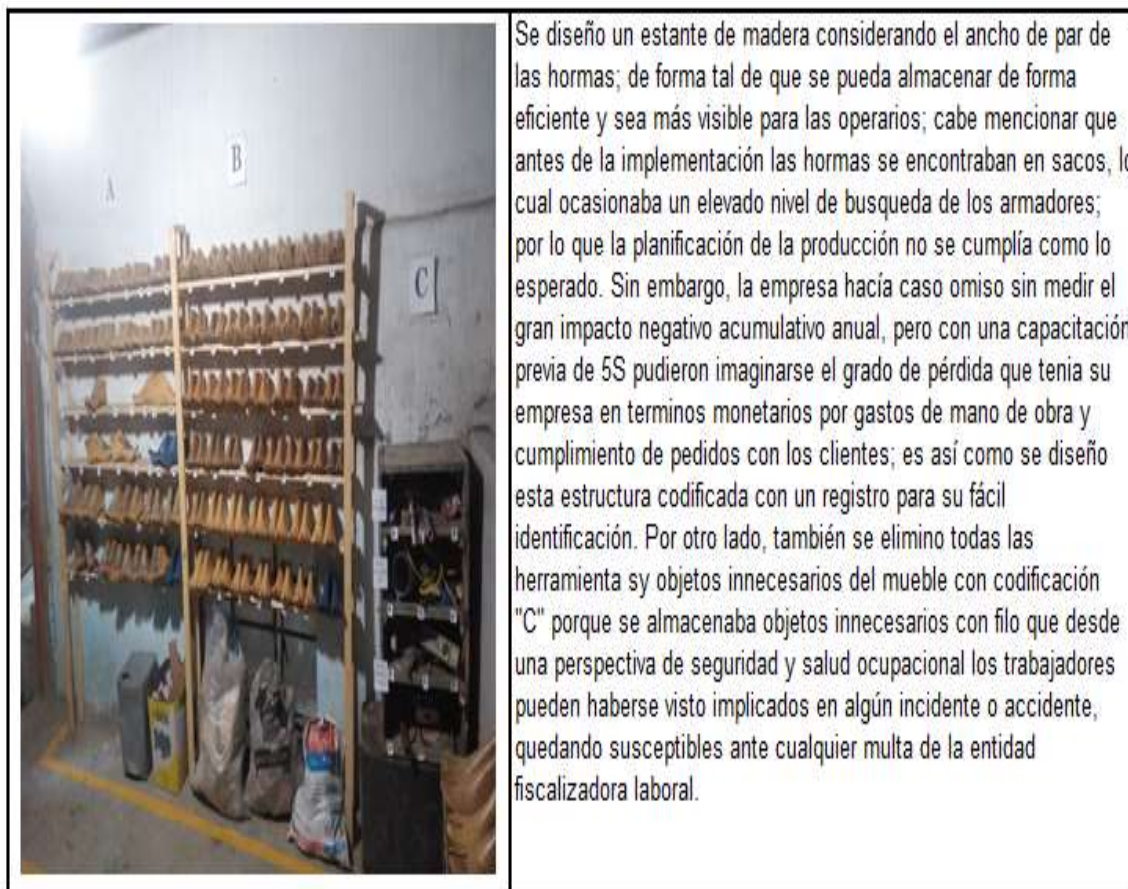 A
B
C
Se diseño un estante de madera considerando el ancho de par de
las hormas; de forma tal de que se pueda almacenar de forma
eficiente y sea más visible para las operarios; cabe mencionar que
antes de la implementación las hormas se encontraban en sacos, lo
cual ocasionaba un elevado nivel de busqueda de los armadores;
por lo que la planificación de la producción no se cumplía como lo
esperado. Sin embargo, la empresa hacía caso omiso sin medir el
gran impacto negativo acumulativo anual, pero con una capacitación
previa de 5S pudieron imaginarse el grado de pérdida que tenia su
empresa en terminos monetarios por gastos de mano de obra y
cumplimiento de pedidos con los clientes; es así como se diseño
esta estructura codificada con un registro para su fácil
identificación. Por otro lado, también se elimino todas las
herramienta sy objetos innecesarios del mueble con codificación
"C" porque se almacenaba objetos innecesarios con filo que desde
una perspectiva de seguridad y salud ocupacional los trabajadores
pueden haberse visto implicados en algún incidente o accidente,
quedando susceptibles ante cualquier multa de la entidad
fiscalizadora laboral.